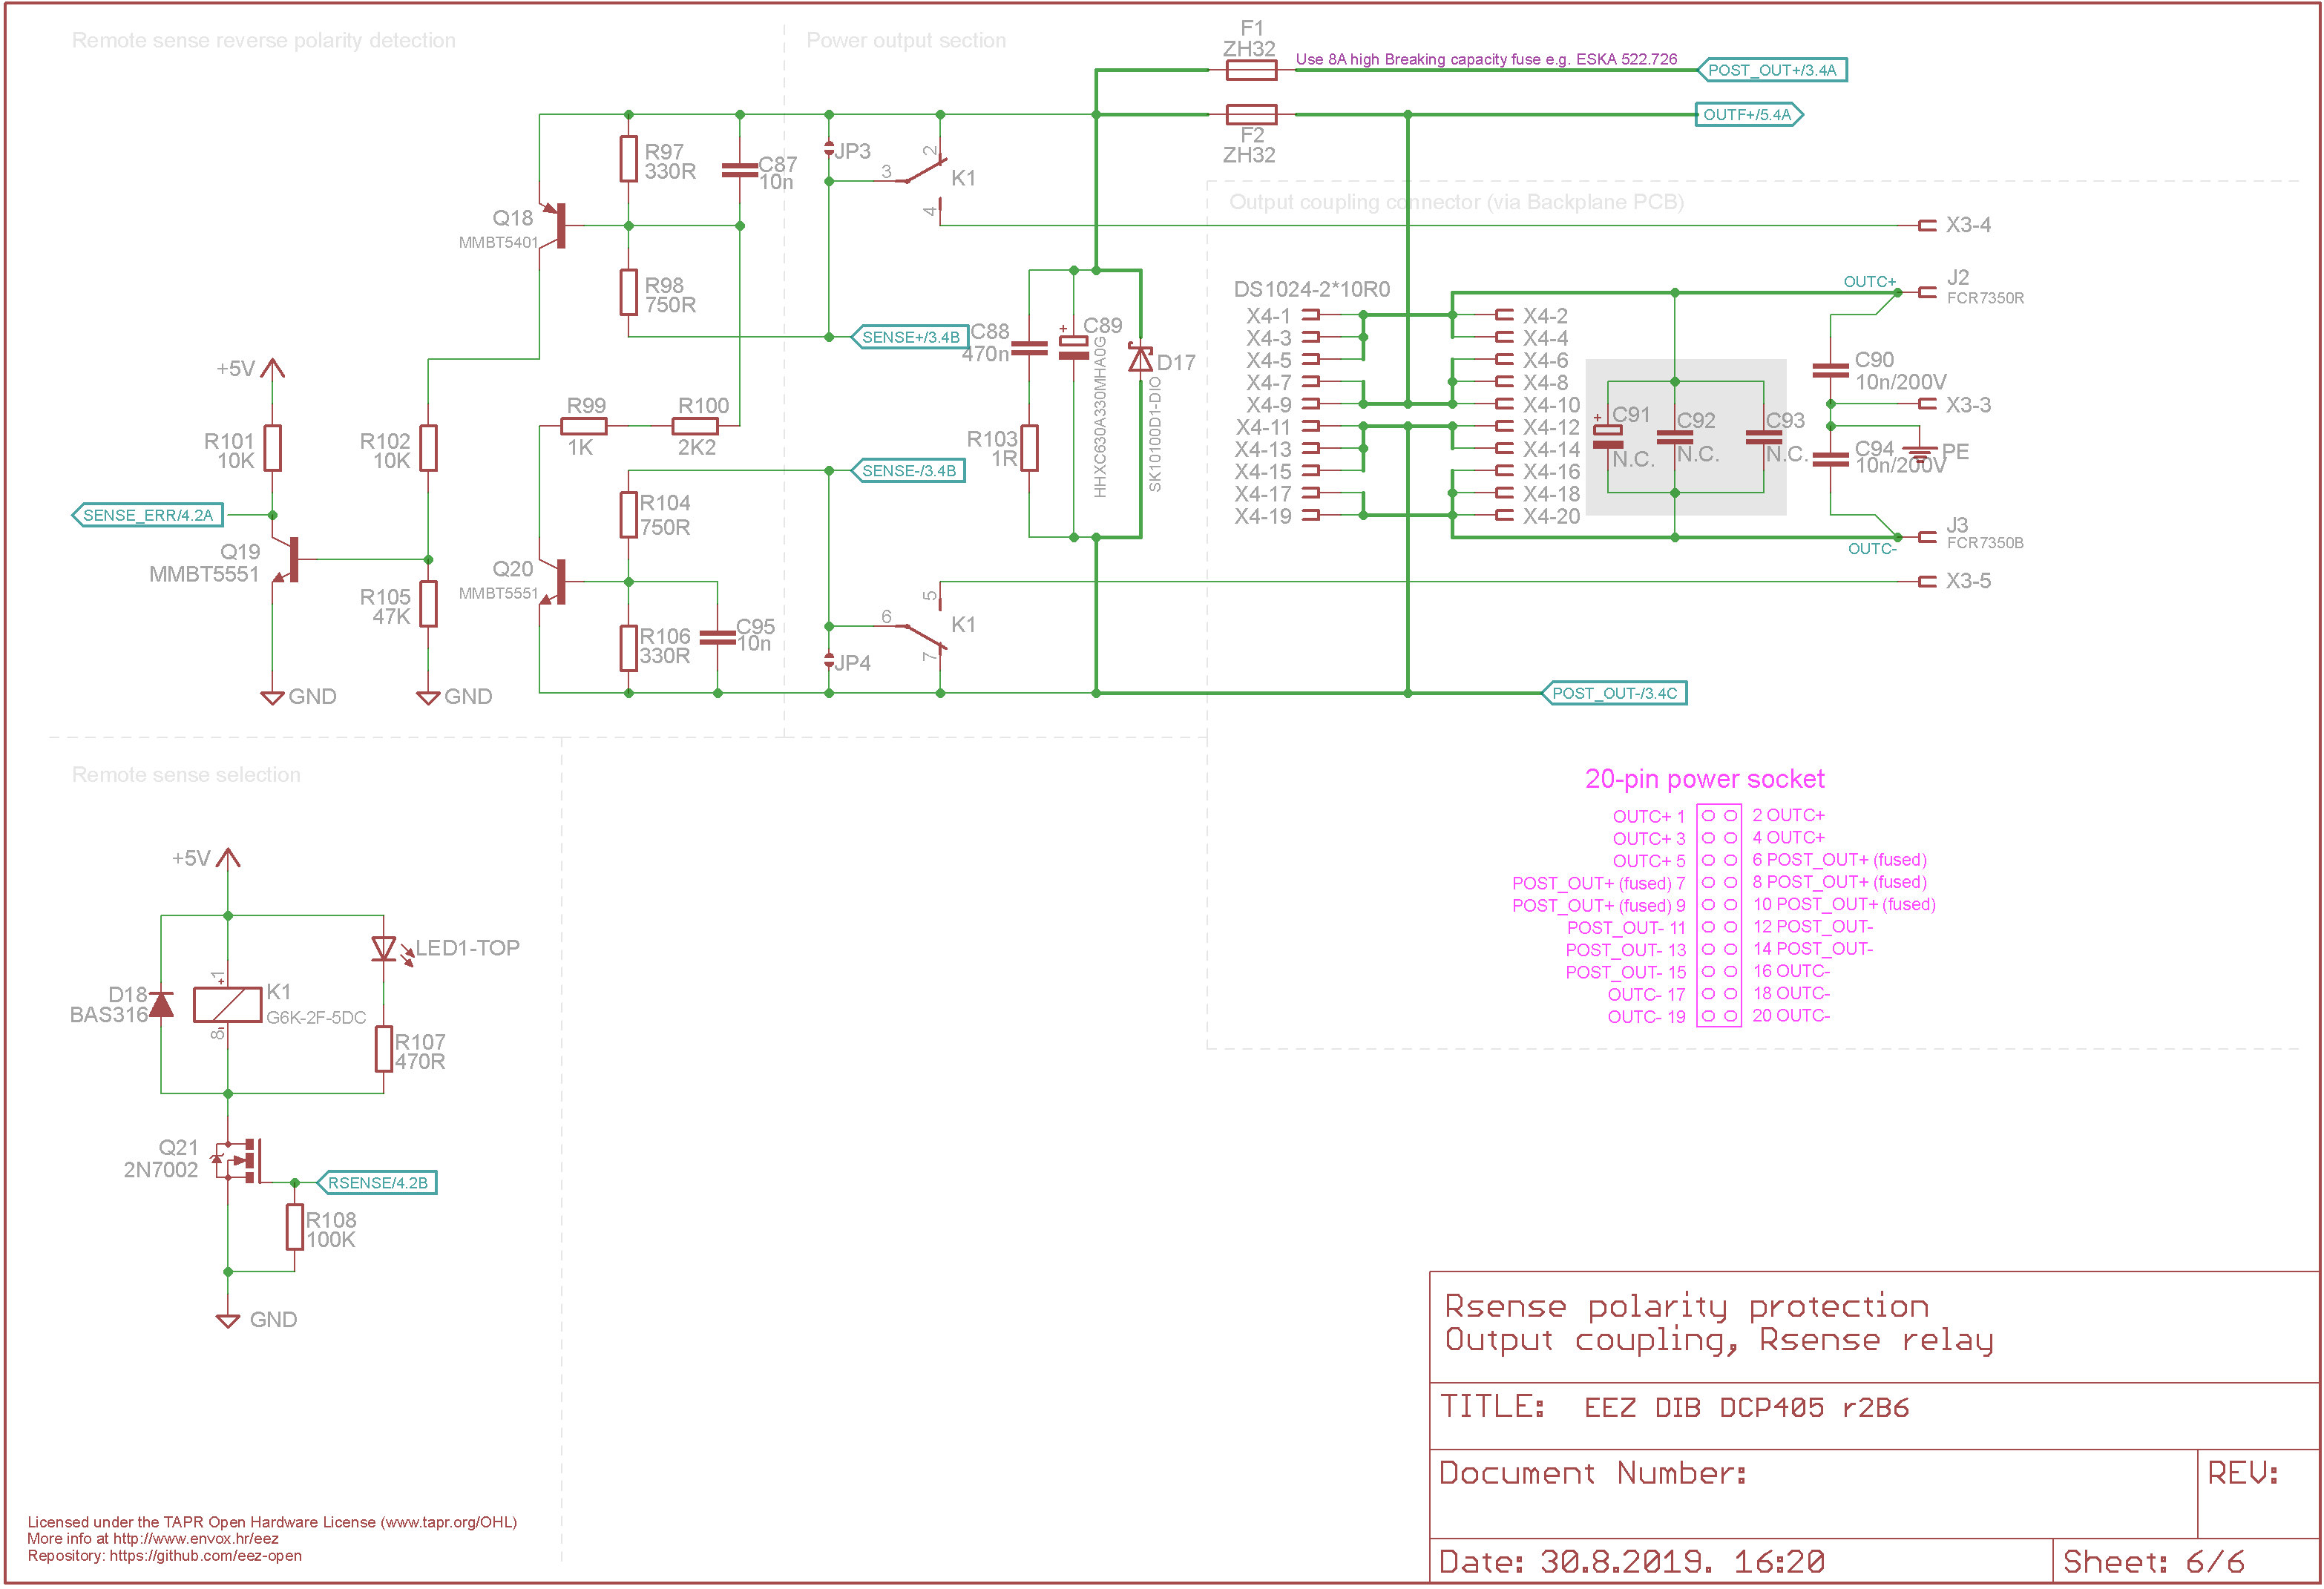 Remote sense reverse polarity detection
Power output section
F1
ZH32
Use 8A high Breaking capacity fuse e.g. ESKA 522.726
POST_OUT+/3.4A
OUTF+/5.4A
F2
ZH32
R97
330R
C87
10n
JP3
2
3
K1
4
Q18
MMBT5401
R98
750R
SENSE+/3.4B
Output coupling connector (via Backplane PCB)
X3-4
OUTC+
J2
FCR7350R
DS1024-2*10R0
X4-1
X4-2
X4-3
X4-4
X4-5
X4-6
X4-7
X4-8
X4-9
X4-10
X4-11
X4-12
X4-13
X4-14
X4-15
X4-16
X4-17
X4-18
X4-19
X4-20
C88
470n
+
C89
HHXC630A330MHA0G
D17
SK10100D1-DIO
R103
1R
+
C91
N.C.
C92
N.C.
C93
N.C.
C90
10n/200V
X3-3
C94
10n/200V
PE
J3
FCR7350B
OUTC-
X3-5
+5V
R101
10K
R102
10K
R99
1K
R100
2K2
SENSE-/3.4B
SENSE_ERR/4.2A
R104
750R
Q19
MMBT5551
Q20
MMBT5551
R105
47K
R106
330R
C95
10n
5
6
K1
7
JP4
GND
GND
POST_OUT-/3.4C
Remote sense selection
+5V
LED1-TOP
D18
BAS316
1
+
K1
G6K-2F-5DC
8
-
R107
470R
Q21
2N7002
RSENSE/4.2B
R108
100K
GND
20-pin power socket
OUTC+ 1
2 OUTC+
OUTC+ 3
4 OUTC+
OUTC+ 5
6 POST_OUT+ (fused)
POST_OUT+ (fused) 7
8 POST_OUT+ (fused)
POST_OUT+ (fused) 9
10 POST_OUT+ (fused)
POST_OUT- 11
12 POST_OUT-
POST_OUT- 13
14 POST_OUT-
POST_OUT- 15
16 OUTC-
OUTC- 17
18 OUTC-
OUTC- 19
20 OUTC-
Rsense polarity protection
Output coupling, Rsense relay
TITLE: EEZ DIB DCP405 r2B6
Document Number:
REV:
Date: 30.8.2019. 16:20
Sheet: 6/6
Licensed under the TAPR Open Hardware License (www.tapr.org/OHL)
More info at http://www.envox.hr/eez
Repository: https://github.com/eez-open